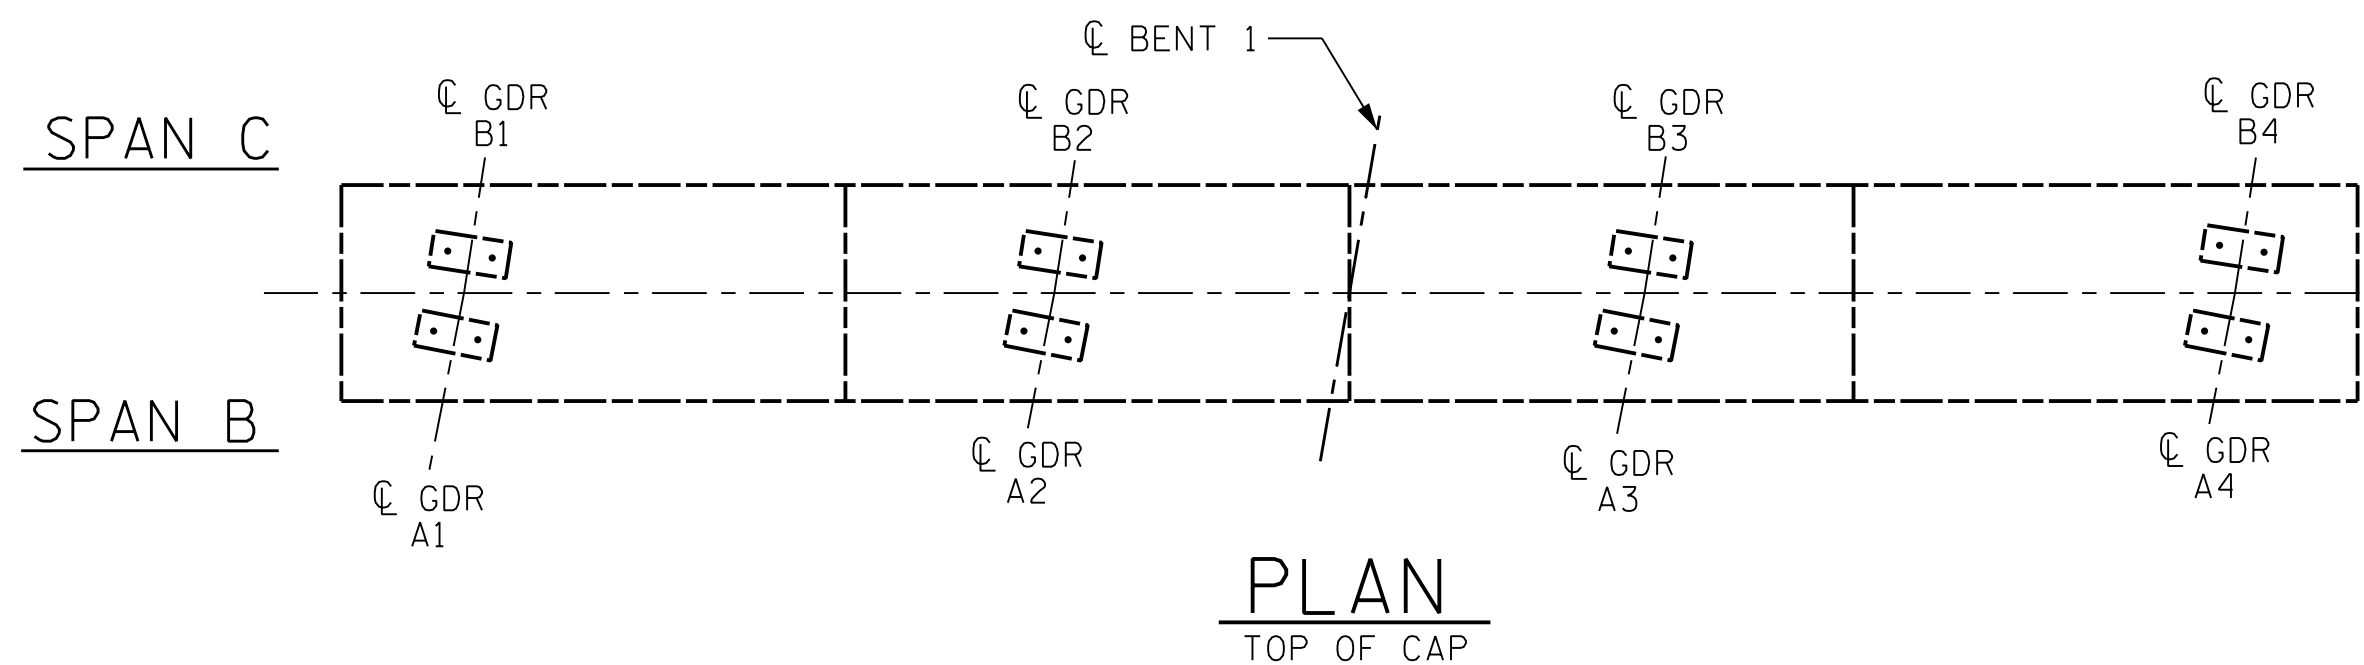 ℄ BENT 1
℄ GDR
B1
℄ GDR
B2
℄ GDR
B3
℄ GDR
B4
SPAN C
SPAN B
℄ GDR
A1
℄ GDR
A2
℄ GDR
A3
℄ GDR
A4
PLAN
TOP OF CAP